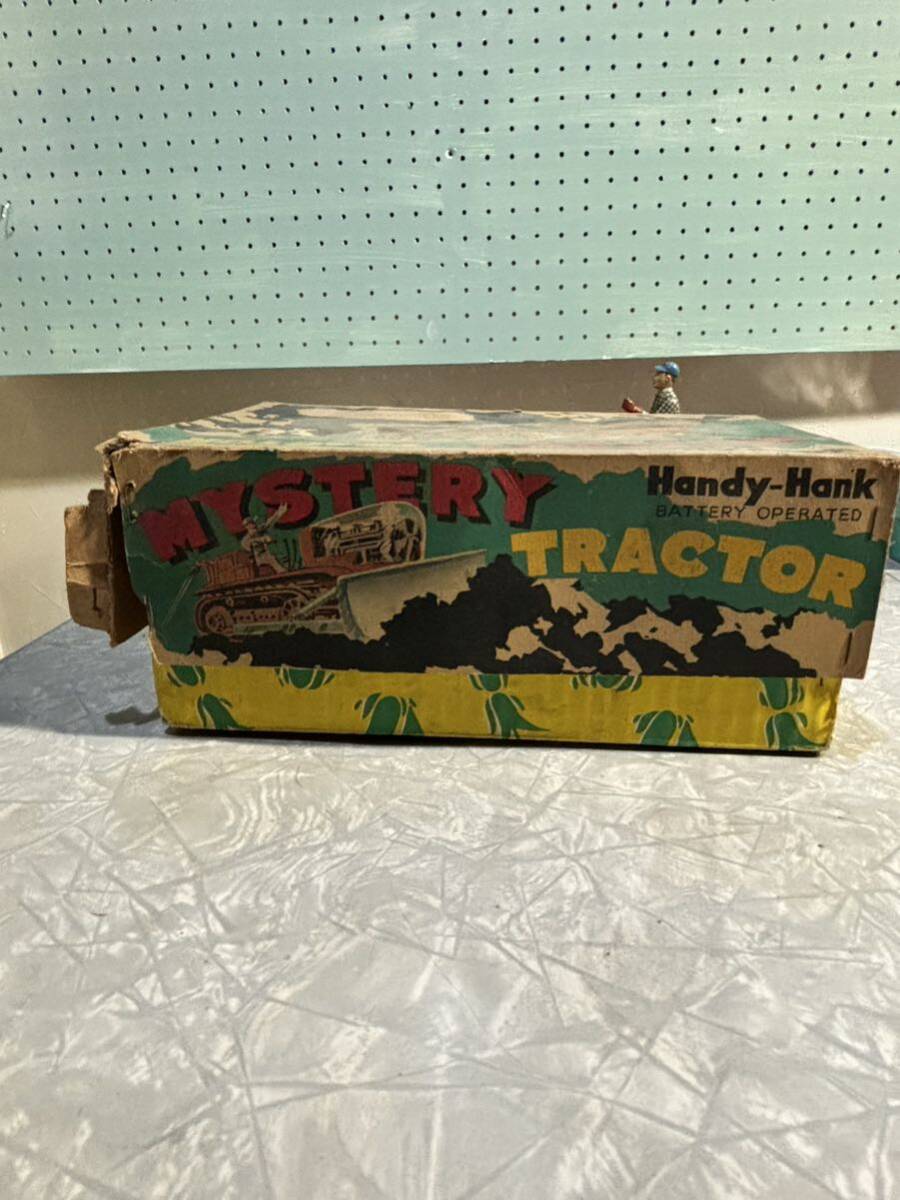 MYSTERY
Handy-Hank
BATTERY OPERATED
TRACTOR